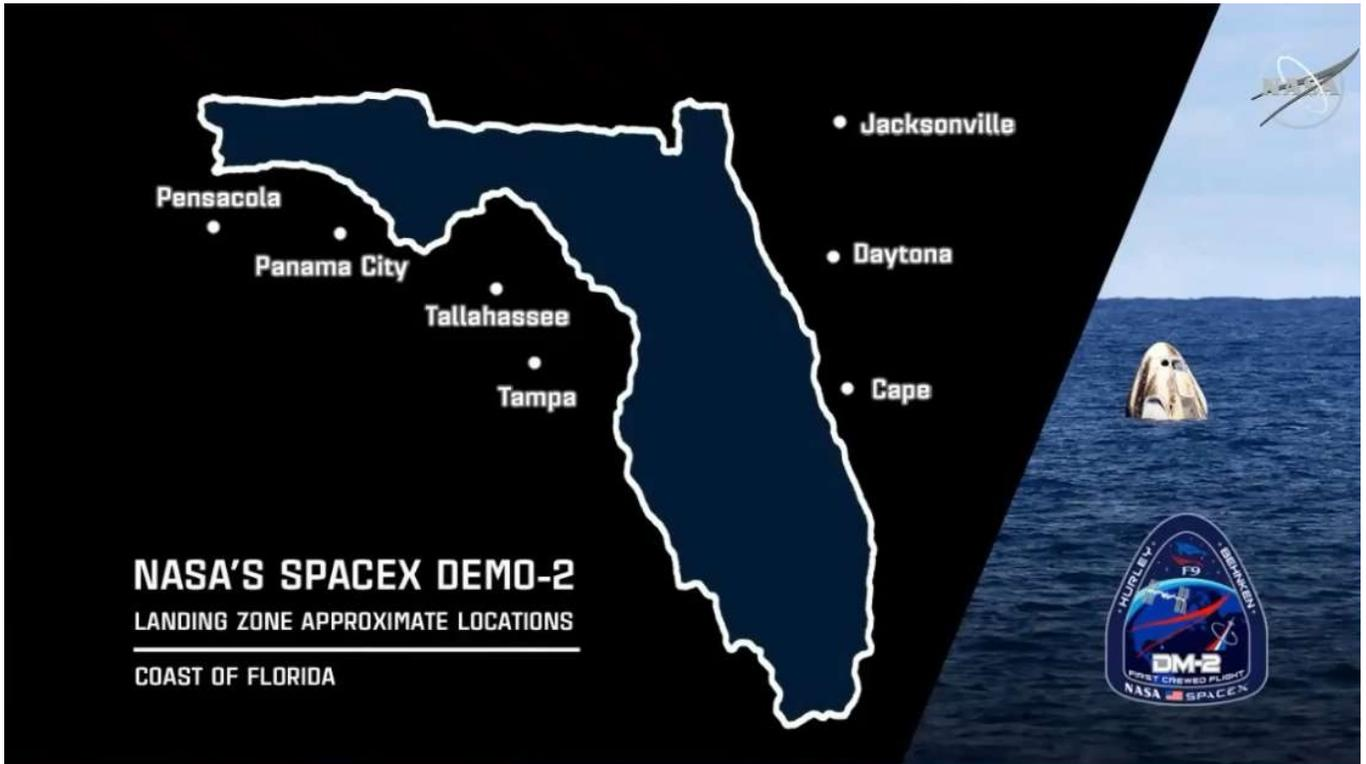 NASA
Jacksonville
Pensacola
Daytona
Panama City
Tallahassee
Tampa
Cape
NASA'S SPACEX DEMO-2
LANDING ZONE APPROXIMATE LOCATIONS
COAST OF FLORIDA
HURLEY
BEHNKEN
F9
DM-2
FIRST CREWED FLIGHT
NASA SPACEX